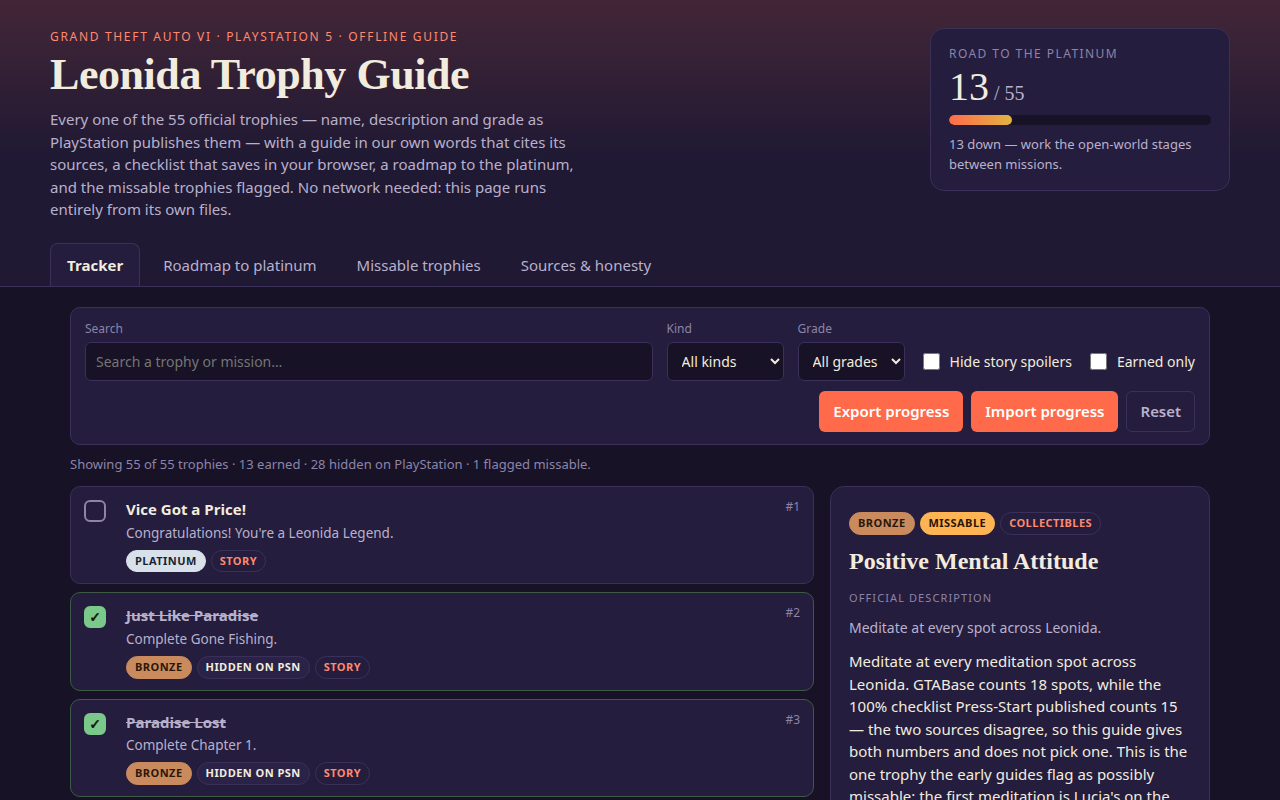 GRAND THEFT AUTO VI · PLAYSTATION 5 · OFFLINE GUIDE
Leonida Trophy Guide
Every one of the 55 official trophies — name, description and grade as
PlayStation publishes them — with a guide in our own words that cites its
sources, a checklist that saves in your browser, a roadmap to the platinum,
and the missable trophies flagged. No network needed: this page runs
entirely from its own files.
ROAD TO THE PLATINUM
13 / 55
13 down — work the open-world stages
between missions.
Tracker
Roadmap to platinum
Missable trophies
Sources & honesty
Search
Kind
Grade
Search a trophy or mission...
All kinds
All grades
Hide story spoilers
Earned only
Export progress
Import progress
Reset
Showing 55 of 55 trophies · 13 earned · 28 hidden on PlayStation · 1 flagged missable.
Vice Got a Price!
#1
Congratulations! You're a Leonida Legend.
PLATINUM
STORY
Just Like Paradise
#2
Complete Gone Fishing.
BRONZE
HIDDEN ON PSN
STORY
Paradise Lost
#3
Complete Chapter 1.
BRONZE
HIDDEN ON PSN
STORY
BRONZE
MISSABLE
COLLECTIBLES
Positive Mental Attitude
OFFICIAL DESCRIPTION
Meditate at every spot across Leonida.
Meditate at every meditation spot across
Leonida. GTABase counts 18 spots, while the
100% checklist Press-Start published counts 15
— the two sources disagree, so this guide gives
both numbers and does not pick one. This is the
one trophy the early guides flag as possibly
missable: the first meditation is Lucia's on the